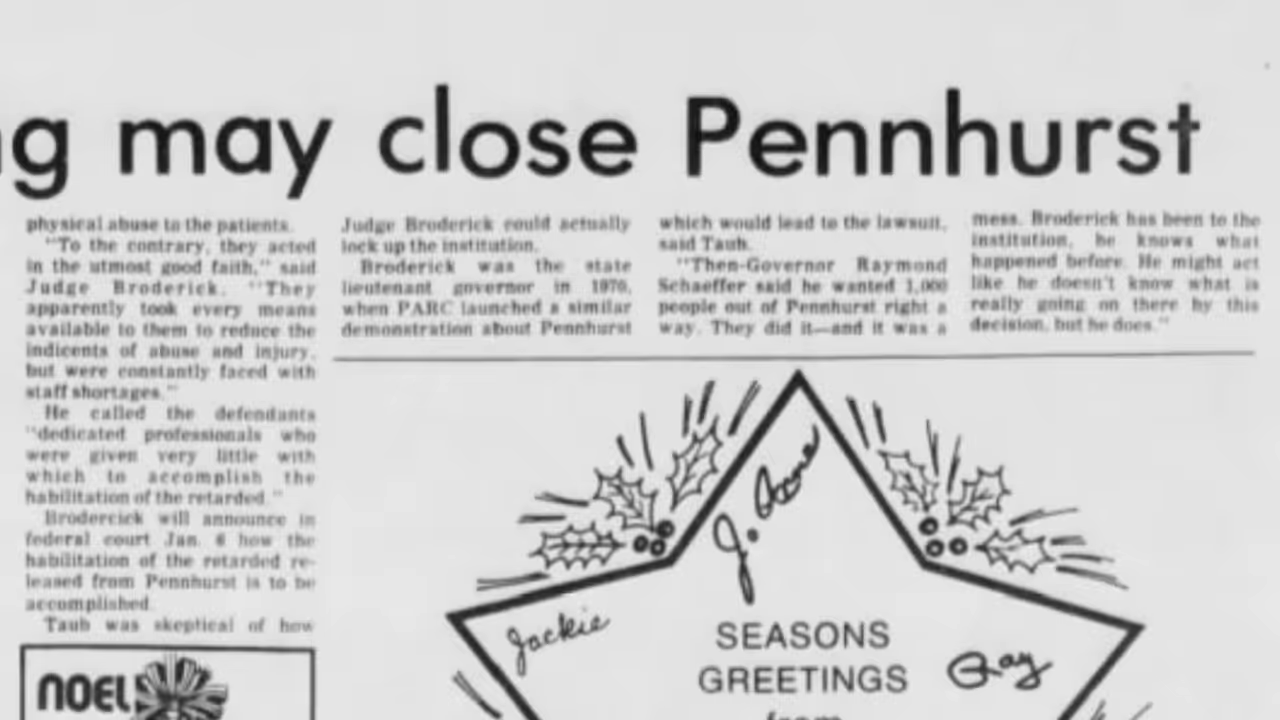 ng may close Pennhurst
physical abuse to the patients.
"To the contrary, they acted
in the utmost good faith," said
Judge Broderick. "They
apparently took every means
available to them to reduce the
indicents of abuse and injury,
but were constantly faced with
staff shortages."
He called the defendants
"dedicated professionals who
were given very little with
which to accomplish the
habilitation of the retarded."
Brodercick will announce in
federal court Jan. 6 how the
habilitation of the retarded re-
leased from Pennhurst is to be
accomplished.
Taub was skeptical of how
Judge Broderick could actually
lock up the institution.
Broderick was the state
lieutenant governor in 1970,
when PARC launched a similar
demonstration about Pennhurst
which would lead to the lawsuit,
said Taub.
"Then-Governor Raymond
Schaeffer said he wanted 1,000
people out of Pennhurst right a
way. They did it—and it was a
mess. Broderick has been to the
institution, he knows what
happened before. He might act
like he doesn't know what is
really going on there by this
decision, but he does."
NOEL
J. Anne
Jackie
SEASONS
GREETINGS
from
Ray